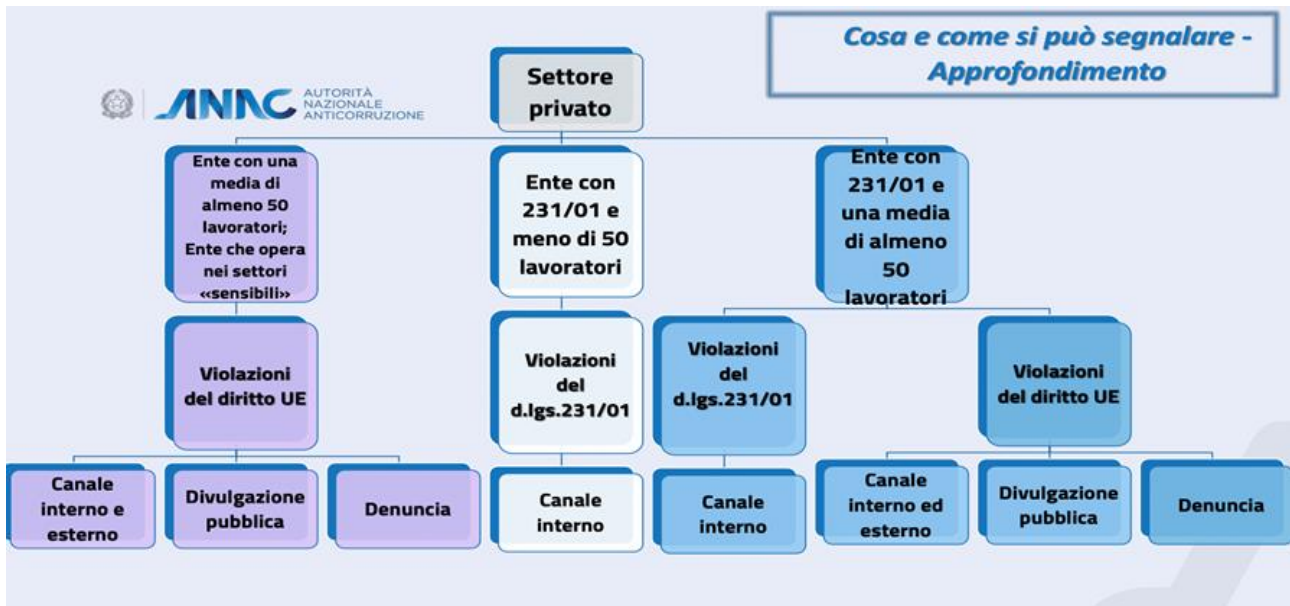 Cosa e come si può segnalare -
Approfondimento
ANAC
AUTORITÀ
NAZIONALE
ANTICORRUZIONE
Settore
privato
Ente con una
media di
almeno 50
lavoratori;
Ente che opera
nei settori
«sensibili»
Ente con
231/01 e
meno di 50
lavoratori
Ente con
231/01 e
una media
di almeno
50
lavoratori
Violazioni
del diritto UE
Violazioni
del
d.lgs.231/01
Violazioni
del
d.lgs.231/01
Violazioni
del diritto UE
Canale
interno e
esterno
Divulgazione
pubblica
Denuncia
Canale
interno
Canale
interno
Canale
interno ed
esterno
Divulgazione
pubblica
Denuncia